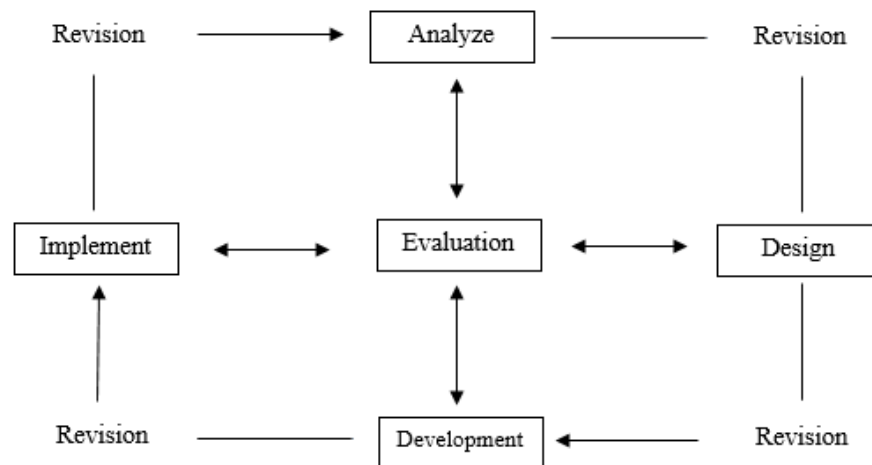 Revision
Analyze
Revision
Implement
Evaluation
Design
Revision
Development
Revision